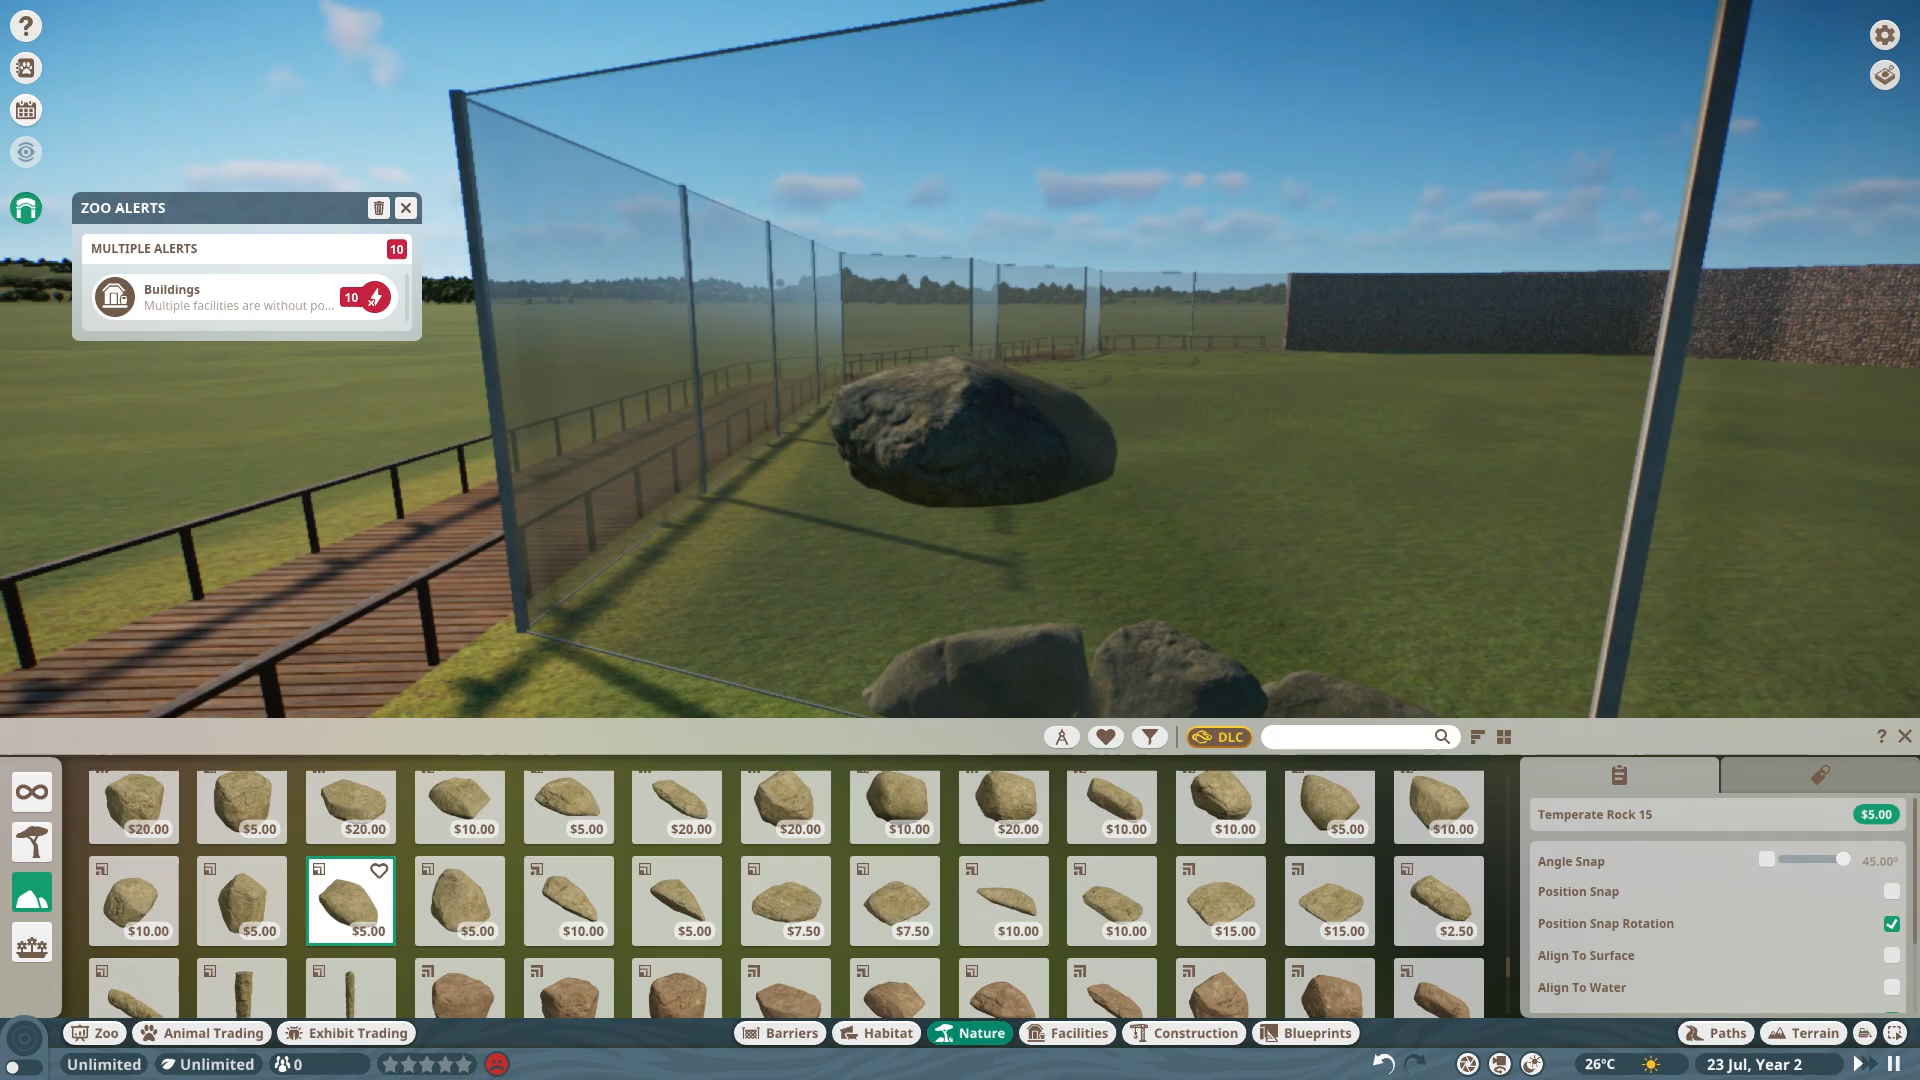 ZOO ALERTS
MULTIPLE ALERTS
10
Buildings
Multiple facilities are without po...
10
DLC
$20.00
$5.00
$20.00
$10.00
$5.00
$20.00
$20.00
$10.00
$20.00
$10.00
$10.00
$5.00
$10.00
$10.00
$5.00
$5.00
$5.00
$10.00
$5.00
$7.50
$7.50
$10.00
$10.00
$15.00
$15.00
$2.50
Temperate Rock 15
$5.00
Angle Snap
45.00°
Position Snap
Position Snap Rotation
Align To Surface
Align To Water
Zoo
Animal Trading
Exhibit Trading
Barriers
Habitat
Nature
Facilities
Construction
Blueprints
Paths
Terrain
Unlimited
Unlimited
0
26°C
23 Jul, Year 2